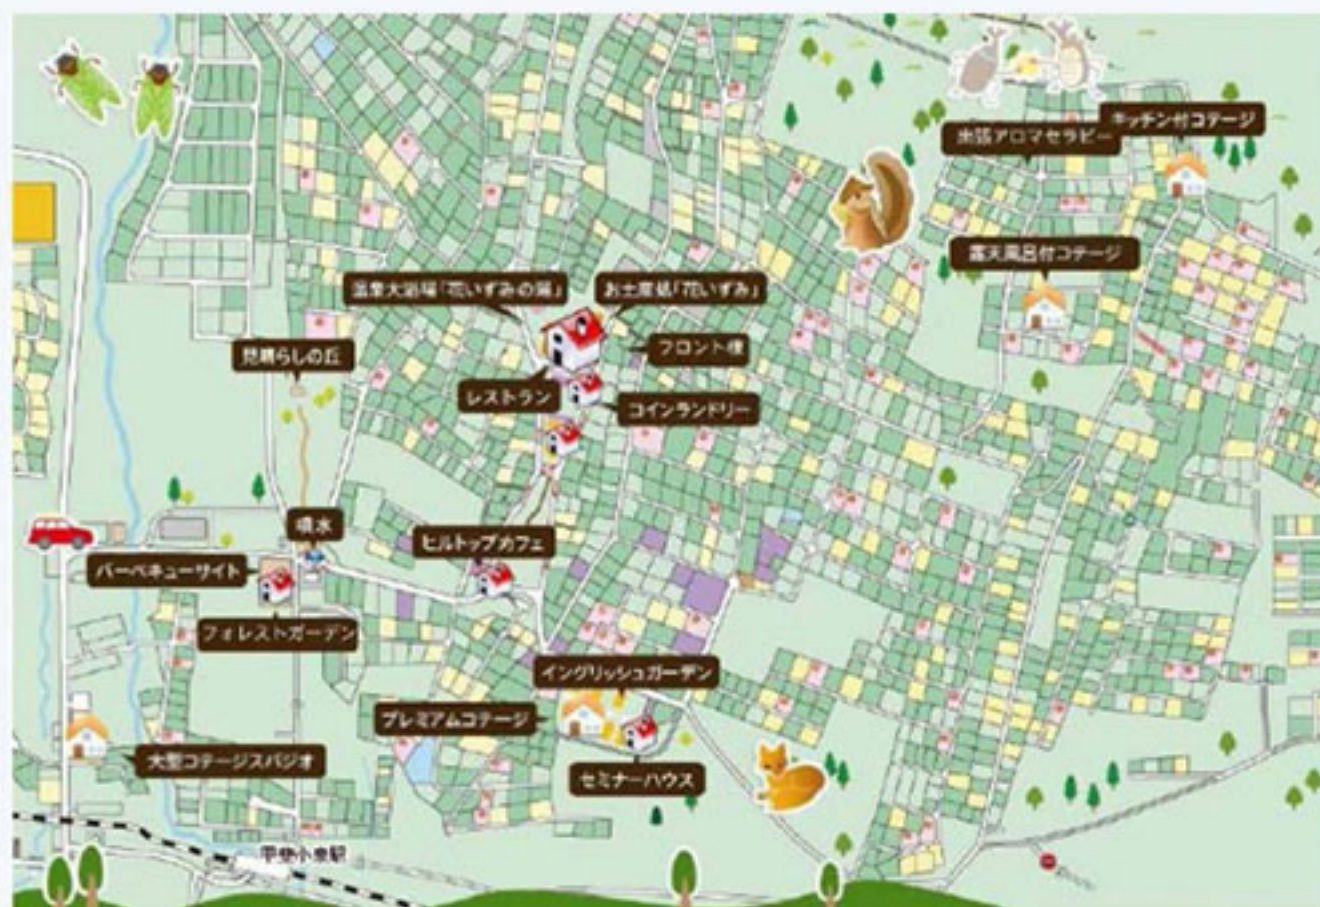 キッチン付コテージ
出張アロマセラピー
露天風呂付コテージ
温泉大浴場「花いずみの湯」
お土産処「花いずみ」
見晴らしの丘
フロント棟
レストラン
コインランドリー
噴水
ヒルトップカフェ
バーベキューサイト
フォレストガーデン
イングリッシュガーデン
プレミアムコテージ
大型コテージスパジオ
セミナーハウス
甲斐小泉駅